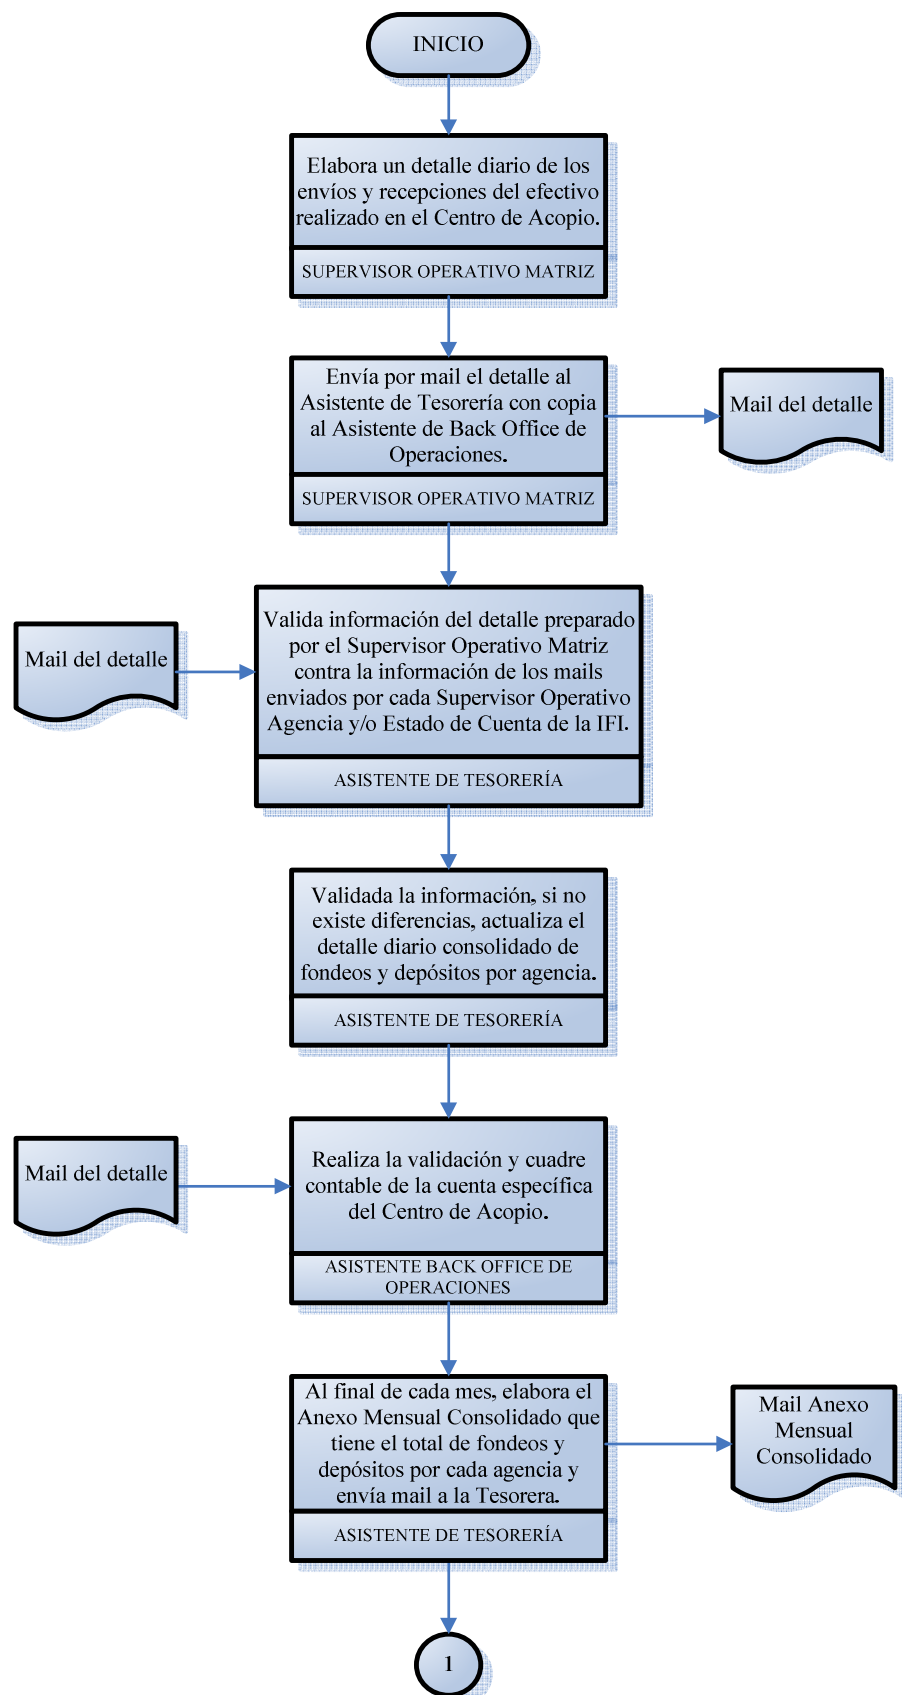 INICIO
Elabora un detalle diario de los
envíos y recepciones del efectivo
realizado en el Centro de Acopio.
SUPERVISOR OPERATIVO MATRIZ
Envía por mail el detalle al
Asistente de Tesorería con copia
al Asistente de Back Office de
Operaciones.
SUPERVISOR OPERATIVO MATRIZ
Mail del detalle
Mail del detalle
Valida información del detalle preparado
por el Supervisor Operativo Matriz
contra la información de los mails
enviados por cada Supervisor Operativo
Agencia y/o Estado de Cuenta de la IFI.
ASISTENTE DE TESORERÍA
Validada la información, si no
existe diferencias, actualiza el
detalle diario consolidado de
fondeos y depósitos por agencia.
ASISTENTE DE TESORERÍA
Mail del detalle
Realiza la validación y cuadre
contable de la cuenta específica
del Centro de Acopio.
ASISTENTE BACK OFFICE DE
OPERACIONES
Al final de cada mes, elabora el
Anexo Mensual Consolidado que
tiene el total de fondeos y
depósitos por cada agencia y
envía mail a la Tesorera.
ASISTENTE DE TESORERÍA
Mail Anexo
Mensual
Consolidado
1